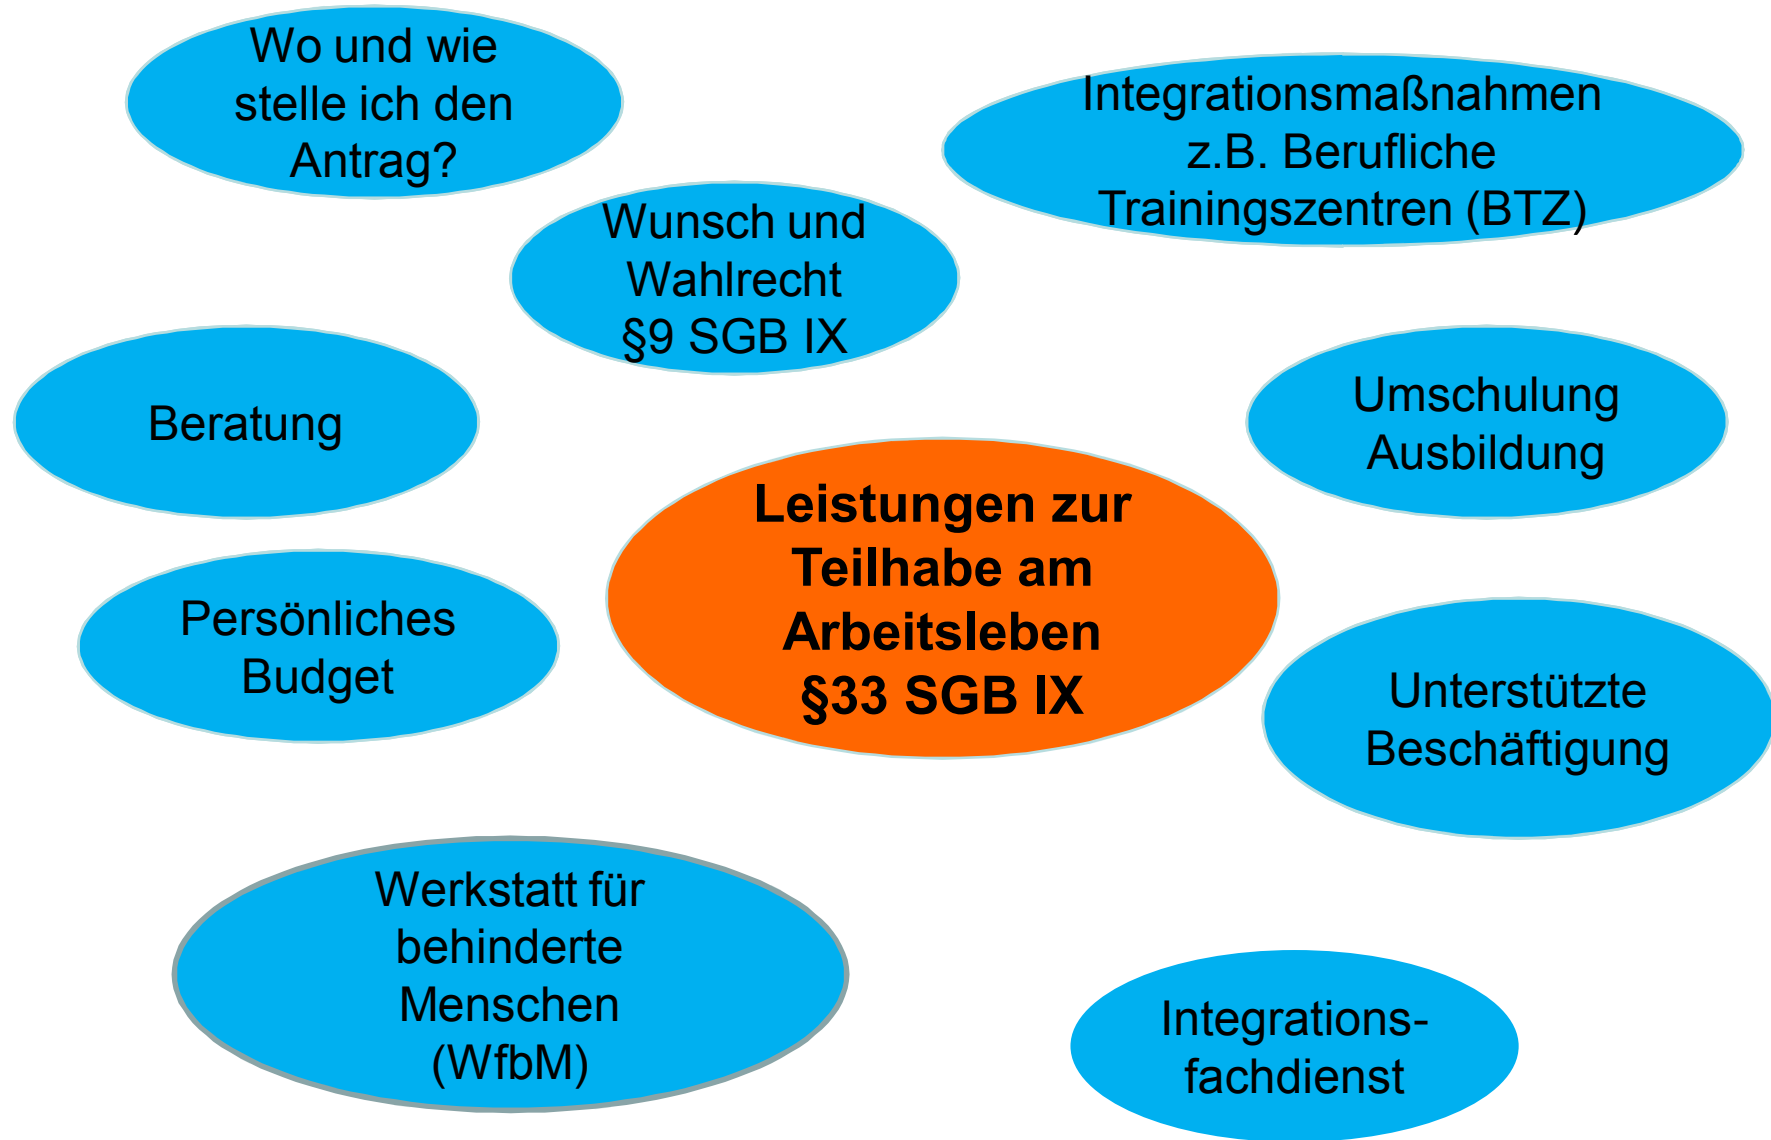 Wo und wie
stelle ich den
Antrag?
Integrationsmaßnahmen
z.B. Berufliche
Trainingszentren (BTZ)
Wunsch und
Wahlrecht
§9 SGB IX
Beratung
Umschulung
Ausbildung
Leistungen zur
Teilhabe am
Arbeitsleben
§33 SGB IX
Persönliches
Budget
Unterstützte
Beschäftigung
Werkstatt für
behinderte
Menschen
(WfbM)
Integrations-
fachdienst